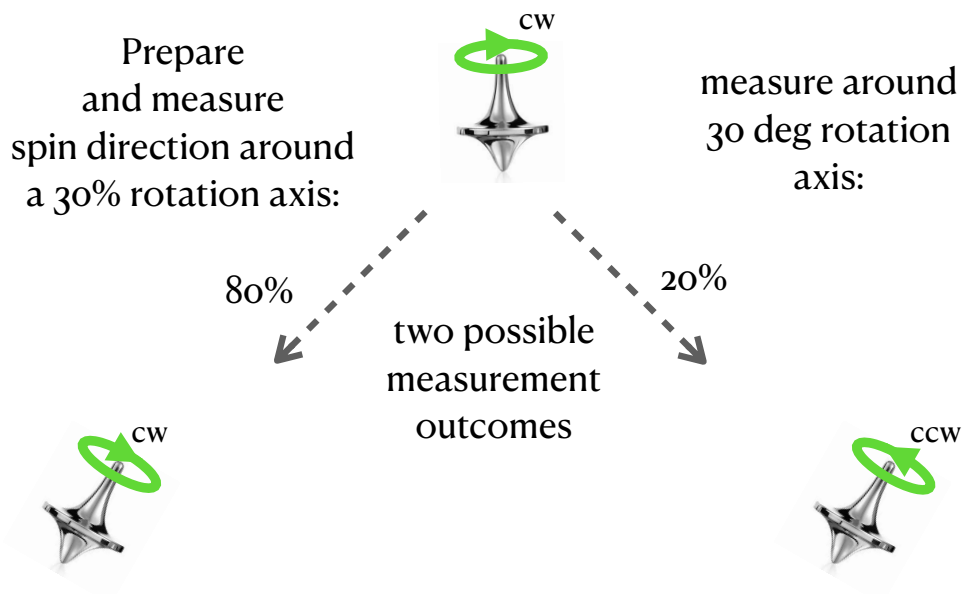 cw
Prepare
and measure
spin direction around
a 30% rotation axis:
measure around
30 deg rotation
axis:
80%
20%
two possible
measurement
outcomes
cw
ccw